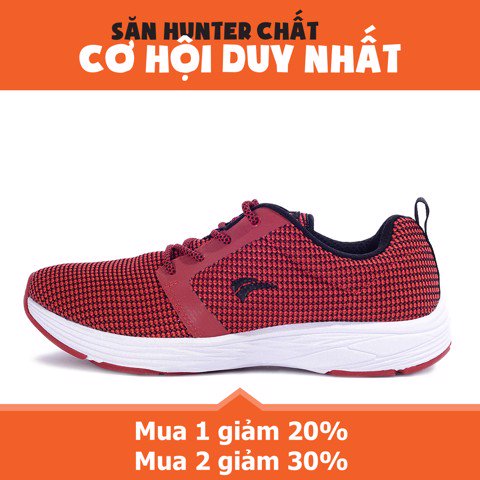 SĂN HUNTER CHẤT
CƠ HỘI DUY NHẤT
Mua 1 giảm 20%
Mua 2 giảm 30%